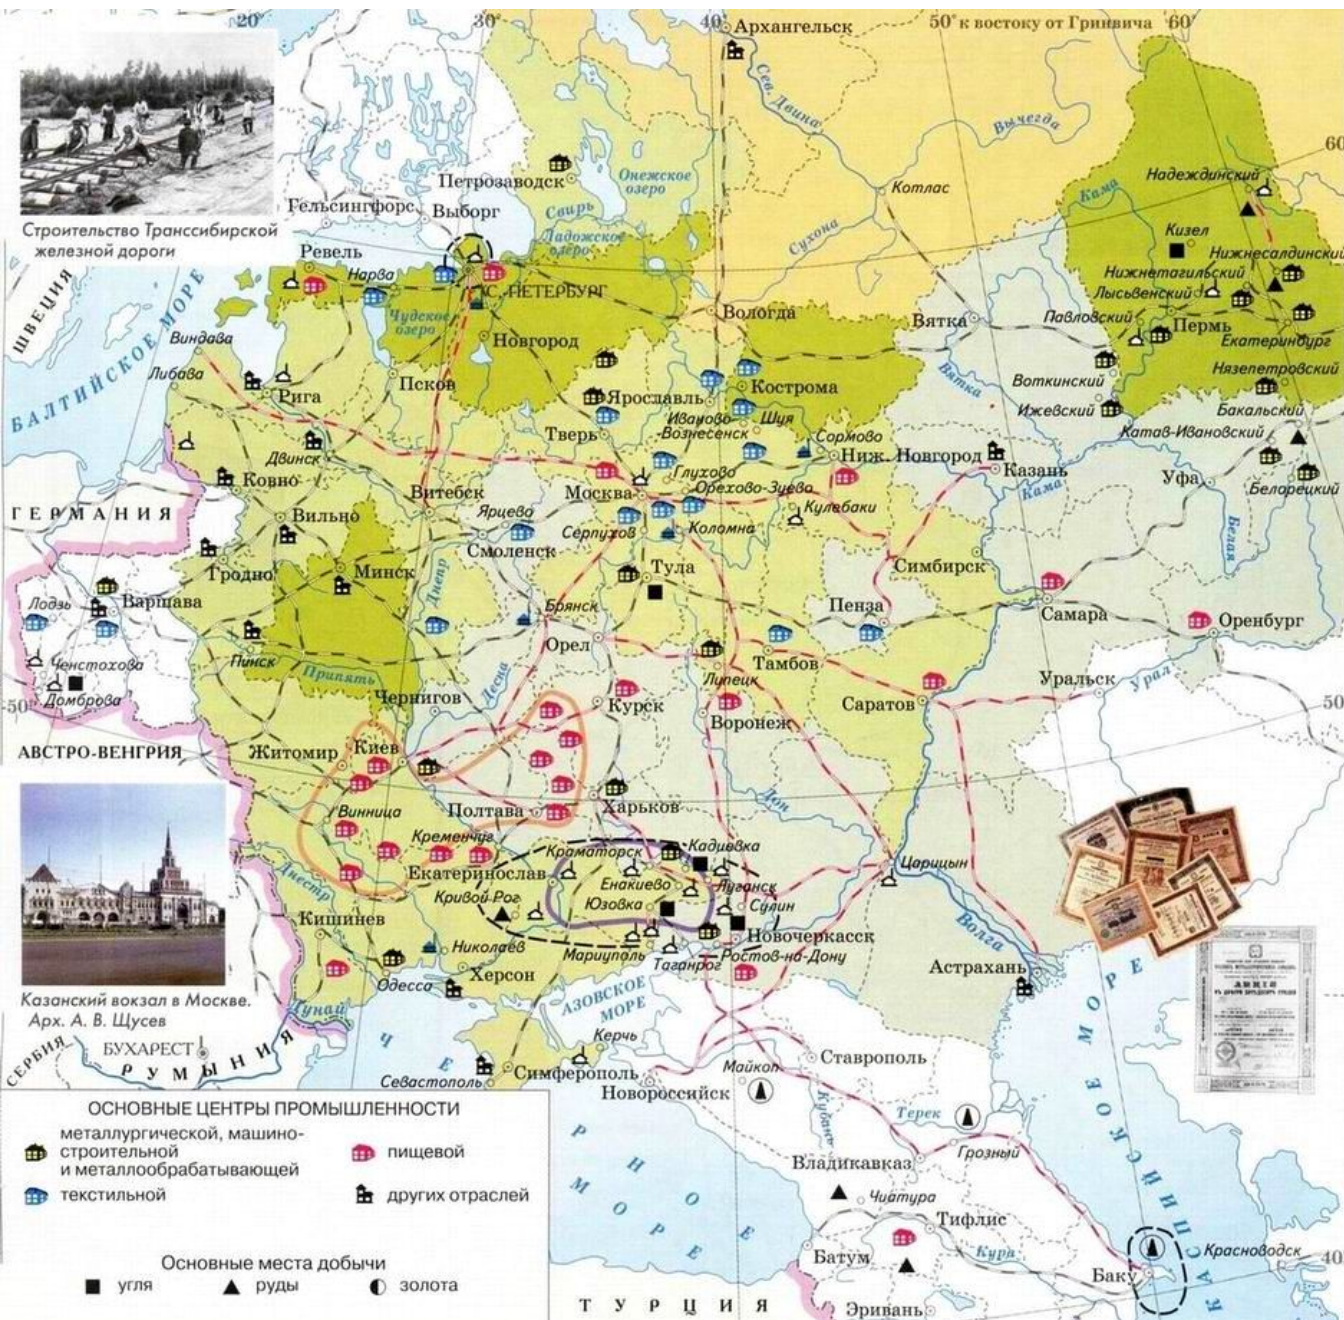 20°
30°
40°
50° к востоку от Гринвича
60°
Архангельск
Сев. Двина
Вычегда
60
Петрозаводск
Онежское
озеро
Котлас
Кама
Надеждинский
Строительство Транссибирской
железной дороги
Гельсингфорс
Выборг
Свирь
Ладожское
озеро
Сухона
Кизел
Нижнесалдинский
Нижнетагильский
Лысьвенский
ШВЕЦИЯ
БАЛТИЙСКОЕ МОРЕ
Ревель
Нарва
С.-ПЕТЕРБУРГ
Чудское
озеро
Новгород
Вологда
Вятка
Павловский
Пермь
Екатеринбург
Виндава
Либава
Рига
Псков
Ярославль
Кострома
Вятка
Воткинский
Нязепетровский
Ижевский
Бакальский
Иваново-
Вознесенск
Шуя
Тверь
Сормово
Катав-Ивановский
Двинск
Ниж. Новгород
Казань
Кама
Уфа
Белорецкий
Ковно
Витебск
Глухово
Москва
Орехово-Зуево
Кулебаки
ГЕРМАНИЯ
Вильно
Ярцево
Серпухов
Коломна
Белая
Смоленск
Гродно
Минск
Тула
Симбирск
Днепр
Лодзь
Варшава
Брянск
Пенза
Самара
Оренбург
Ченстохова
Пинск
Орел
Тамбов
Припять
Десна
Липецк
Уральск
Урал
Домброва
50
Чернигов
Курск
Воронеж
Саратов
50
АВСТРО-ВЕНГРИЯ
Житомир
Киев
Дон
Винница
Полтава
Харьков
Кременчуг
Краматорск
Кадиевка
Царицын
Днестр
Екатеринослав
Енакиево
Луганск
Кривой Рог
Юзовка
Сулин
Кишинев
Новочеркасск
Волга
Николаев
Мариуполь
Таганрог
Ростов-на-Дону
Астрахань
Одесса
Херсон
АЗОВСКОЕ
МОРЕ
Казанский вокзал в Москве.
Арх. А. В. Щусев
Дунай
СЕРБИЯ
БУХАРЕСТ
РУМЫНИЯ
Керчь
Симферополь
Севастополь
Новороссийск
Майкоп
Ставрополь
Кубань
Терек
Грозный
Владикавказ
ЧЕРНОЕ
МОРЕ
КАСПИЙСКОЕ МОРЕ
АКЦИЯ
Чиатура
Тифлис
Кура
Батум
Баку
Красноводск
40
ТУРЦИЯ
Эривань
ОСНОВНЫЕ ЦЕНТРЫ ПРОМЫШЛЕННОСТИ
металлургической, машино-
строительной
и металлообрабатывающей
пищевой
текстильной
других отраслей
Основные места добычи
угля
руды
золота